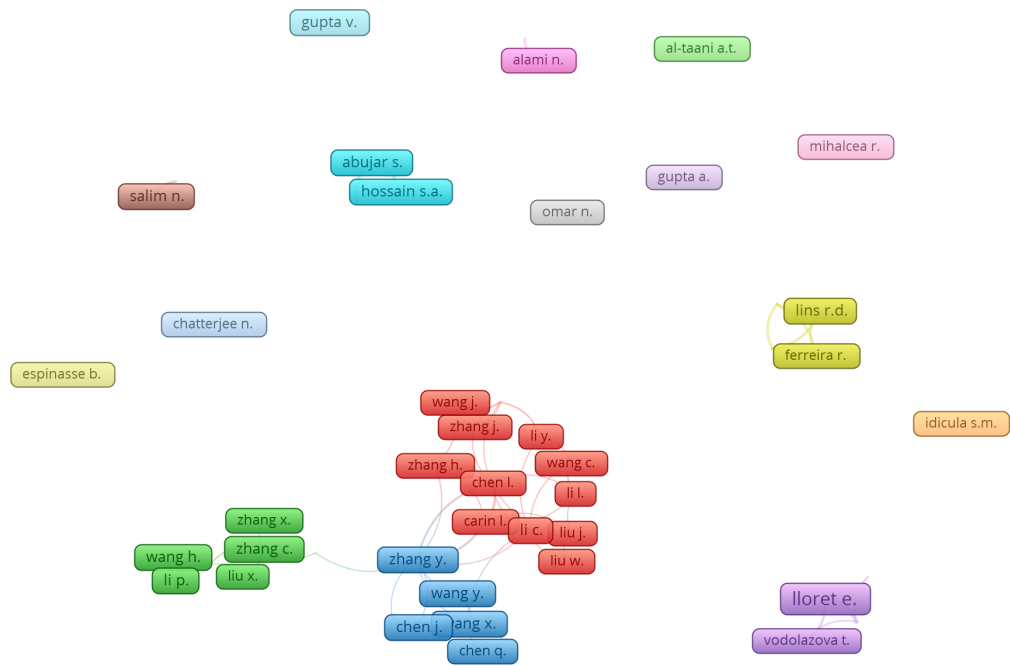 gupta v.
alami n.
al-taani a.t.
mihalcea r.
abujar s.
gupta a.
hossain s.a.
salim n.
omar n.
lins r.d.
chatterjee n.
ferreira r.
espinasse b.
wang j.
idicula s.m.
zhang j.
li y.
zhang h.
wang c.
chen l.
li l.
zhang x.
carin l.
li c.
liu j.
zhang c.
wang h.
zhang y.
liu w.
li p.
liu x.
wang y.
lloret e.
chen j.
x.
vodolazova t.
chen q.